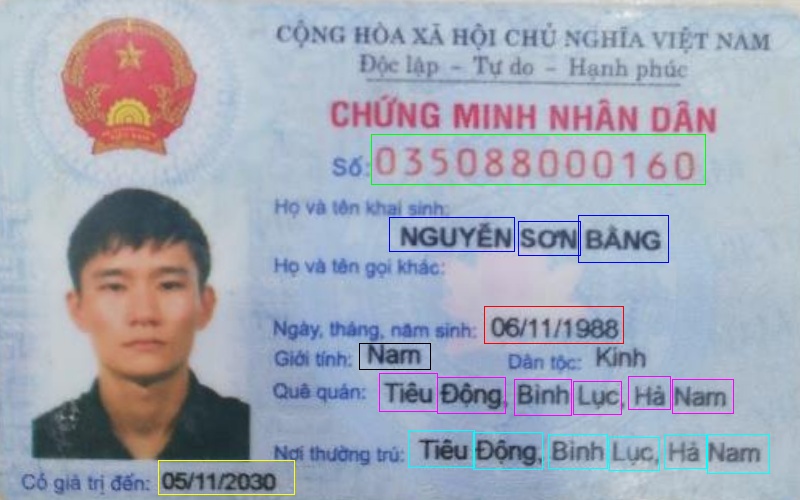 CỘNG HÒA XÃ HỘI CHỦ NGHĨA VIỆT NAM
Độc lập - Tự do - Hạnh phúc
CHỨNG MINH NHÂN DÂN
Số: 035088000160
Họ và tên khai sinh:
NGUYỄN SƠN BẰNG
Họ và tên gọi khác:
Ngày, tháng, năm sinh: 06/11/1988
Giới tính: Nam Dân tộc: Kinh
Quê quán: Tiêu Động, Bình Lục, Hà Nam
Nơi thường trú: Tiêu Động, Bình Lục, Hà Nam
Có giá trị đến: 05/11/2030